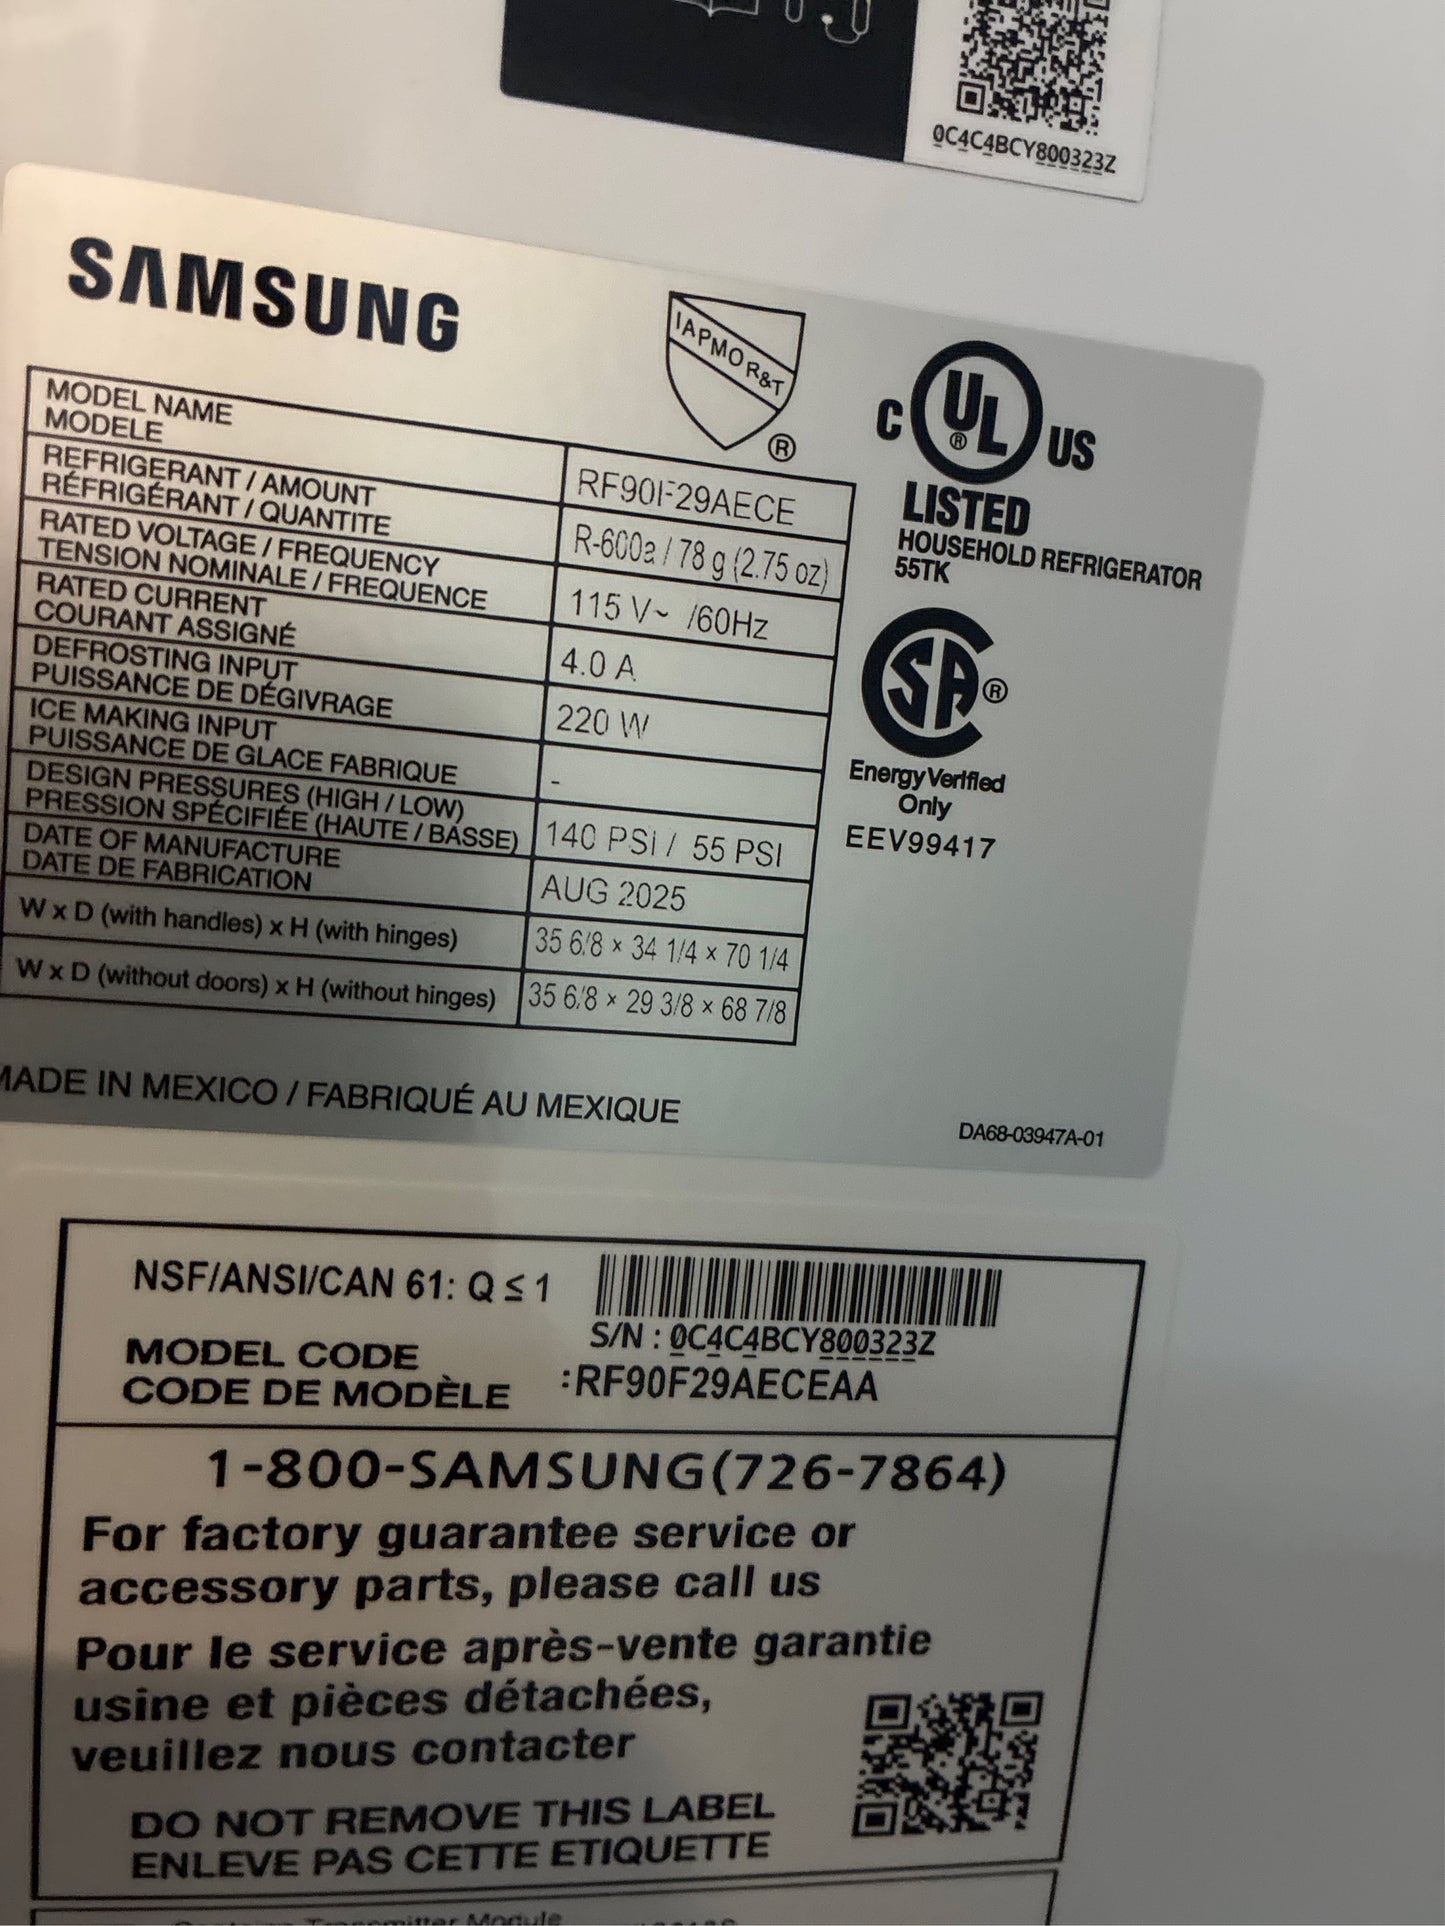 0C4C4BCY800323Z
SAMSUNG
IAPMO R&T
®
C UL ® US
LISTED
HOUSEHOLD REFRIGERATOR
55TK
SA ®
Energy Verified
Only
EEV99417
MODEL NAME
MODELE
RF90F29AECE
REFRIGERANT / AMOUNT
RÉFRIGÉRANT / QUANTITE
R-600a / 78 g (2.75 oz)
RATED VOLTAGE / FREQUENCY
TENSION NOMINALE / FREQUENCE
115 V~ /60Hz
RATED CURRENT
COURANT ASSIGNÉ
4.0 A
DEFROSTING INPUT
PUISSANCE DE DÉGIVRAGE
220 W
ICE MAKING INPUT
PUISSANCE DE GLACE FABRIQUE
-
DESIGN PRESSURES (HIGH / LOW)
PRESSION SPÉCIFIÉE (HAUTE / BASSE)
140 PSI / 55 PSI
DATE OF MANUFACTURE
DATE DE FABRICATION
AUG 2025
W x D (with handles) x H (with hinges)
35 6/8 × 34 1/4 × 70 1/4
W x D (without doors) x H (without hinges)
35 6/8 × 29 3/8 × 68 7/8
MADE IN MEXICO / FABRIQUÉ AU MEXIQUE
DA68-03947A-01
NSF/ANSI/CAN 61: Q ≤ 1
S/N : 0C4C4BCY800323Z
MODEL CODE
CODE DE MODÈLE
:RF90F29AECEAA
1-800-SAMSUNG(726-7864)
For factory guarantee service or
accessory parts, please call us
Pour le service après-vente garantie
usine et pièces détachées,
veuillez nous contacter
DO NOT REMOVE THIS LABEL
ENLEVE PAS CETTE ETIQUETTE
Transmitter Module